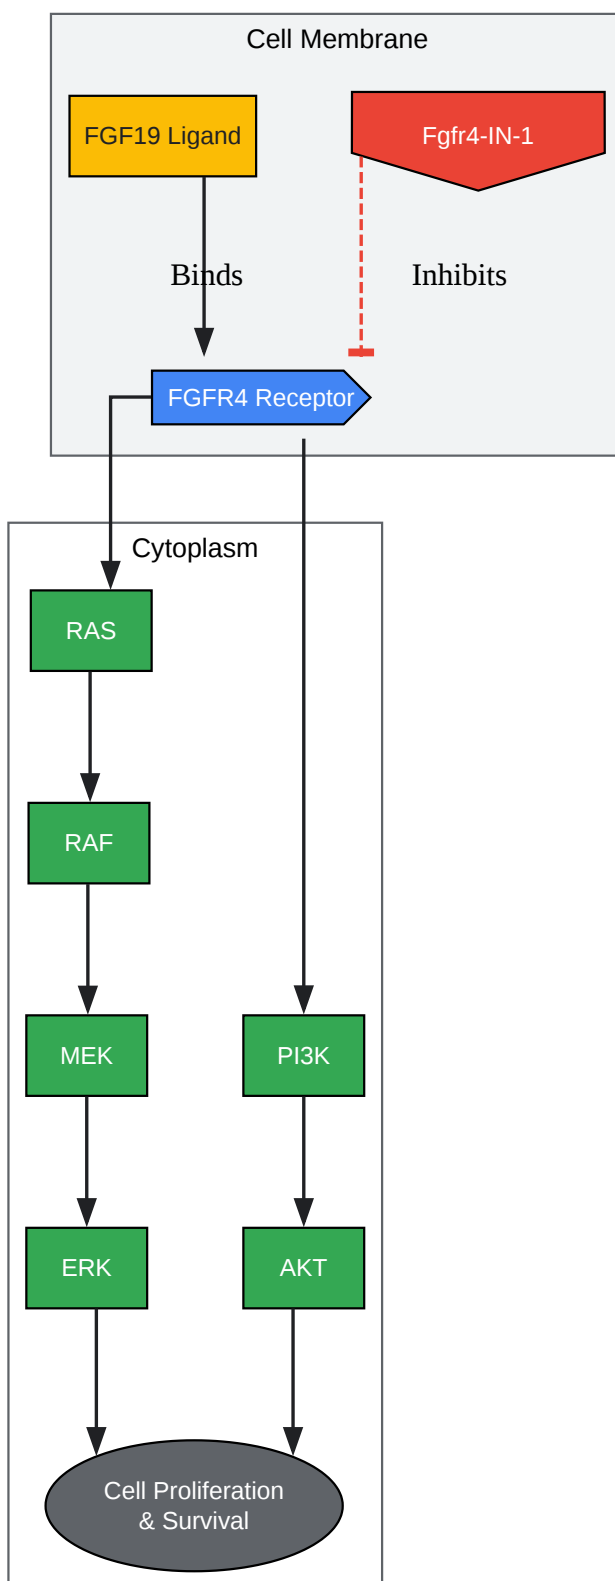 Cell Membrane
FGF19 Ligand
Fgfr4-IN-1
Binds
Inhibits
FGFR4 Receptor
Cytoplasm
RAS
RAF
MEK
PI3K
ERK
AKT
Cell Proliferation
& Survival